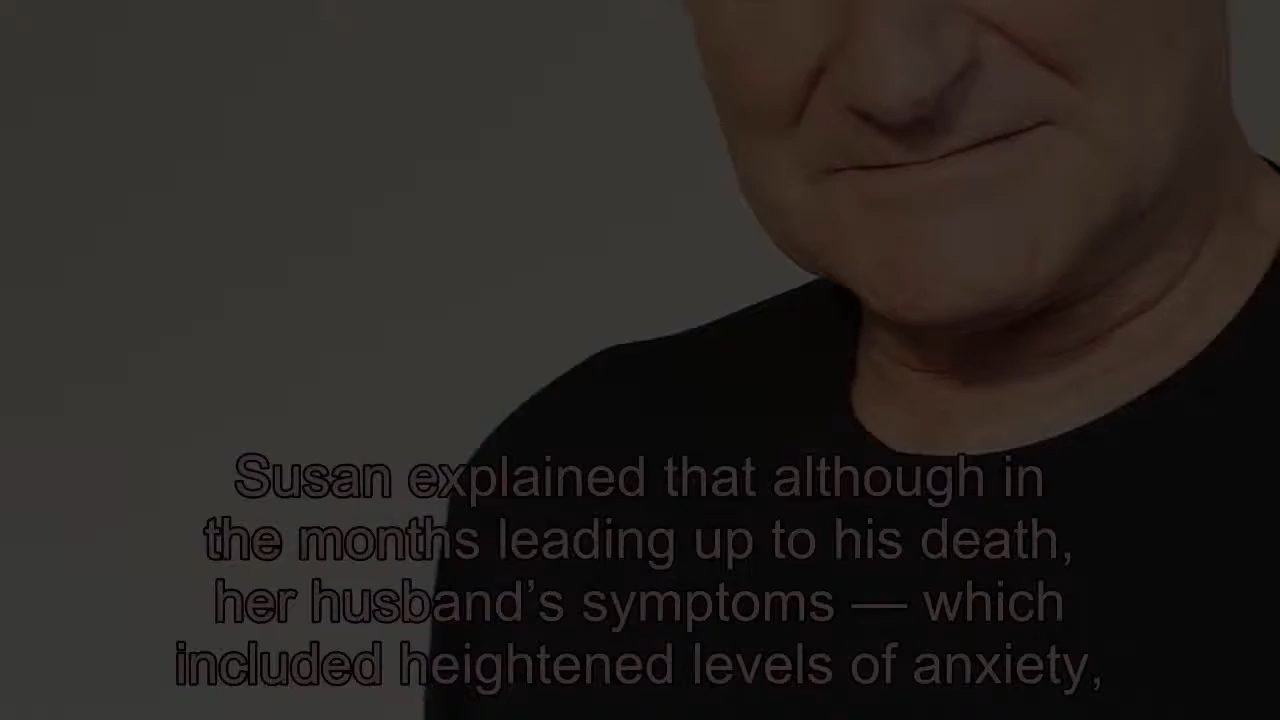 Susan explained that although in
the months leading up to his death,
her husband’s symptoms — which
included heightened levels of anxiety,